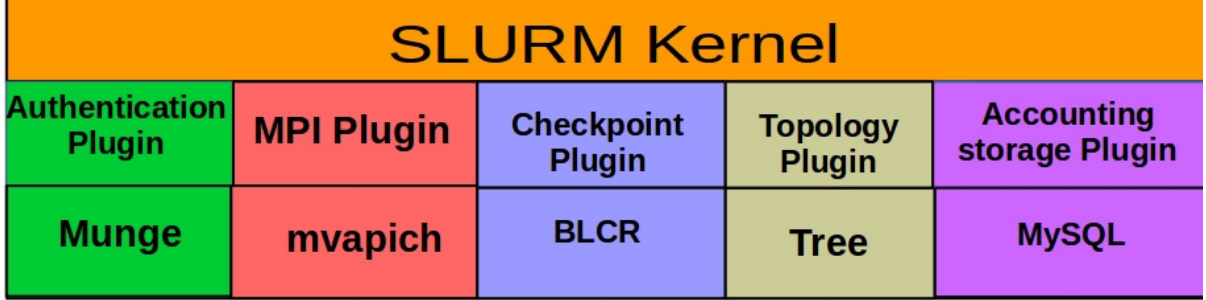 SLURM Kernel
Authentication
Plugin
MPI Plugin
Checkpoint
Plugin
Topology
Plugin
Accounting
storage Plugin
Munge
mvapich
BLCR
Tree
MySQL